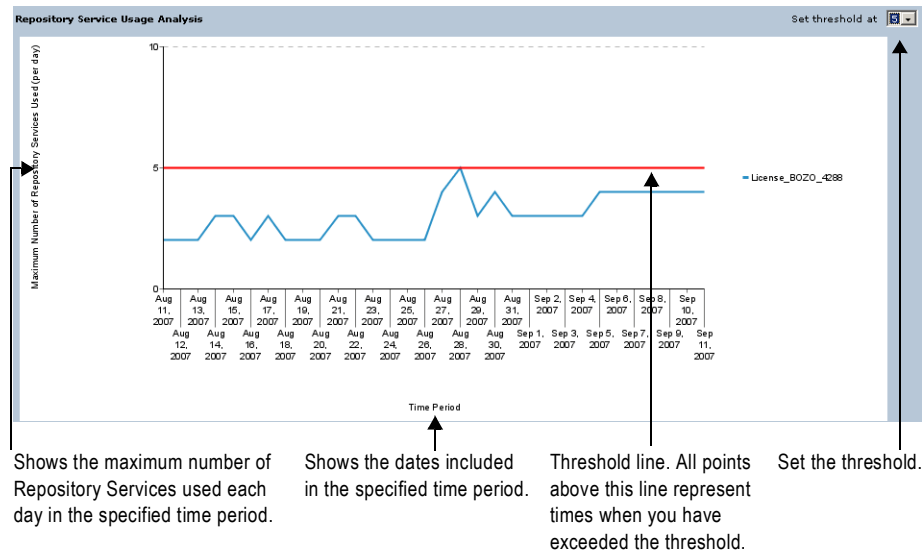 Repository Service Usage Analysis
Set threshold at 5
Maximum Number of Repository Services Used (per day)
10
5
0
License_BOZO_4288
Aug 11, 2007
Aug 12, 2007
Aug 13, 2007
Aug 14, 2007
Aug 15, 2007
Aug 16, 2007
Aug 17, 2007
Aug 18, 2007
Aug 19, 2007
Aug 20, 2007
Aug 21, 2007
Aug 22, 2007
Aug 23, 2007
Aug 24, 2007
Aug 25, 2007
Aug 26, 2007
Aug 27, 2007
Aug 28, 2007
Aug 29, 2007
Aug 30, 2007
Aug 31, 2007
Sep 1, 2007
Sep 2, 2007
Sep 3, 2007
Sep 4, 2007
Sep 5, 2007
Sep 6, 2007
Sep 7, 2007
Sep 8, 2007
Sep 9, 2007
Sep 10, 2007
Sep 11, 2007
Time Period
Shows the maximum number of
Repository Services used each
day in the specified time period.
Shows the dates included
in the specified time period.
Threshold line. All points
above this line represent
times when you have
exceeded the threshold.
Set the threshold.